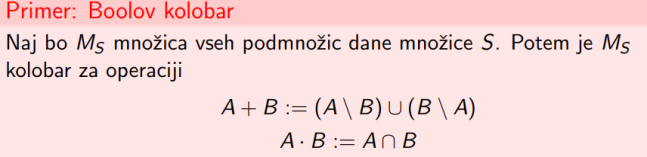 Primer: Boolov kolobar
Naj bo M_S množica vseh podmnožic dane množice S. Potem je M_S
kolobar za operaciji
A + B := (A \ B) ∪ (B \ A)
A · B := A ∩ B